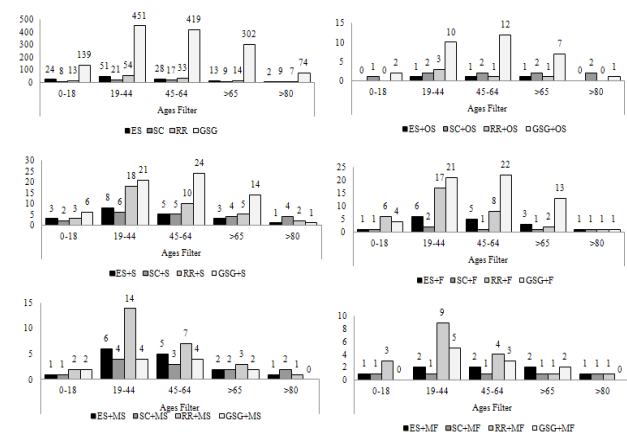 500
400
300
200
100
0
24 8 13 139
51 21 54 451
28 17 33 419
13 9 14 302
2 9 7 74
0-18 19-44 45-64 >65 >80
Ages Filter
ES SC RR GSG
15
10
5
0
0 1 0 2
1 2 3 10
1 2 1 12
1 2 1 7
0 2 0 1
0-18 19-44 45-64 >65 >80
Ages Filter
ES+OS SC+OS RR+OS GSG+OS
30
25
20
15
10
5
0
3 2 3 6
8 6 18 21
5 5 10 24
3 4 5 14
1 4 2 1
0-18 19-44 45-64 >65 >80
Ages Filter
ES+S SC+S RR+S GSG+S
25
20
15
10
5
0
1 1 6 4
6 2 17 21
5 1 8 22
3 1 2 13
1 1 1 1
0-18 19-44 45-64 >65 >80
Ages Filter
ES+F SC+F RR+F GSG+F
15
10
5
0
1 1 2 2
6 4 14 4
5 3 7 4
2 2 3 2
1 2 1 0
0-18 19-44 45-64 >65 >80
Ages Filter
ES+MS SC+MS RR+MS GSG+MS
10
8
6
4
2
0
1 1 3 0
2 1 9 5
2 1 4 3
2 1 1 2
1 1 1 0
0-18 19-44 45-64 >65 >80
Ages Filter
ES+MF SC+MF RR+MF GSG+MF